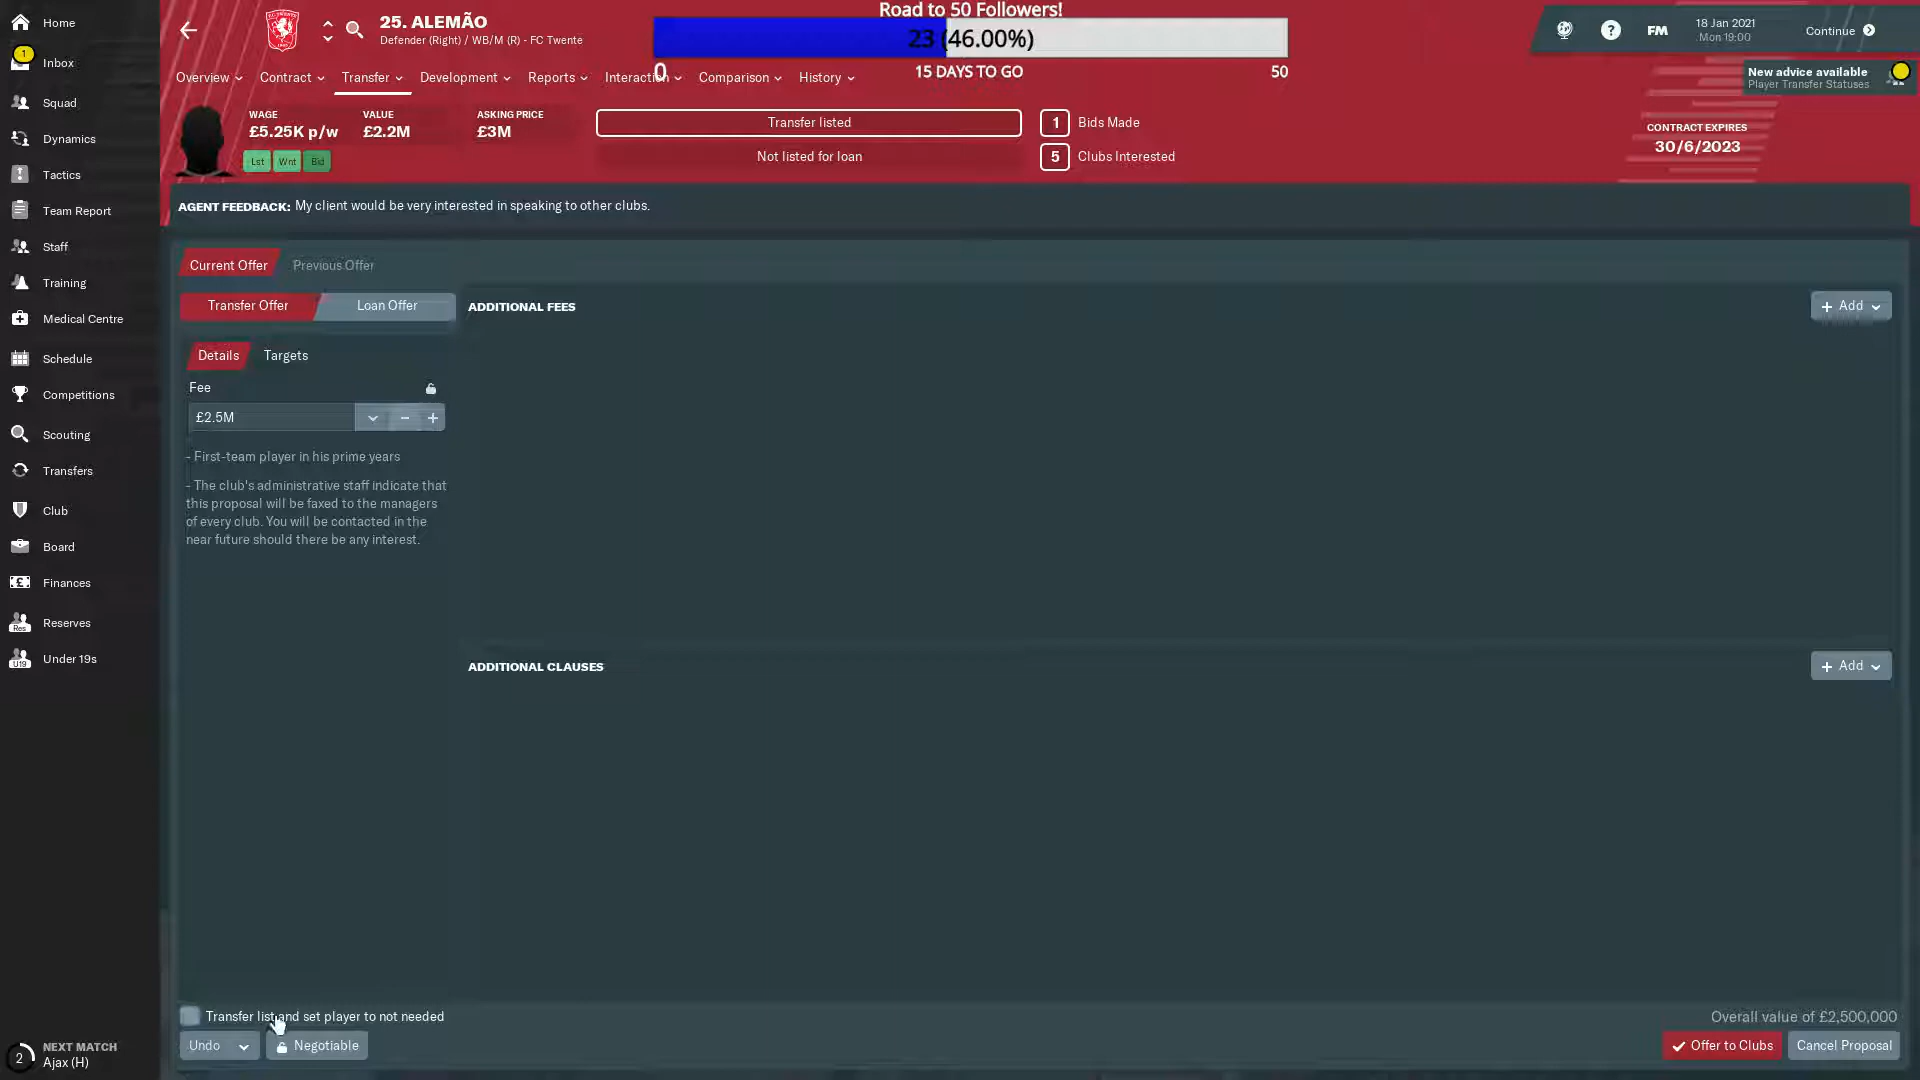 Home
1
Inbox
Squad
Dynamics
Tactics
Team Report
Staff
Training
Medical Centre
Schedule
Competitions
Scouting
Transfers
Club
Board
Finances
Res
Reserves
U19
Under 19s
2
NEXT MATCH
Ajax (H)
25. ALEMÃO
Defender (Right) / WB/M (R) - FC Twente
Road to 50 Followers!
23 (46.00%)
0
15 DAYS TO GO
50
?
FM
18 Jan 2021
Mon 19:00
Continue
New advice available
Player Transfer Statuses
Overview
Contract
Transfer
Development
Reports
Interaction
Comparison
History
WAGE
£5.25K p/w
VALUE
£2.2M
ASKING PRICE
£3M
Lst
Wnt
Bid
Transfer listed
Not listed for loan
1 Bids Made
5 Clubs Interested
CONTRACT EXPIRES
30/6/2023
AGENT FEEDBACK: My client would be very interested in speaking to other clubs.
Current Offer
Previous Offer
Transfer Offer
Loan Offer
Details
Targets
Fee
£2.5M
- First-team player in his prime years
- The club's administrative staff indicate that
this proposal will be faxed to the managers
of every club. You will be contacted in the
near future should there be any interest.
ADDITIONAL FEES
+ Add
ADDITIONAL CLAUSES
+ Add
Transfer list and set player to not needed
Undo
Negotiable
Overall value of £2,500,000
Offer to Clubs
Cancel Proposal